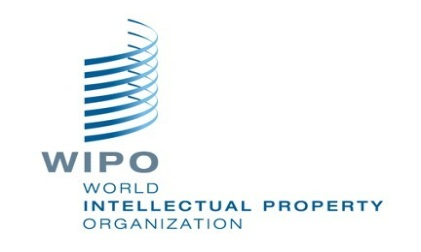 WIPO
WORLD
INTELLECTUAL PROPERTY
ORGANIZATION